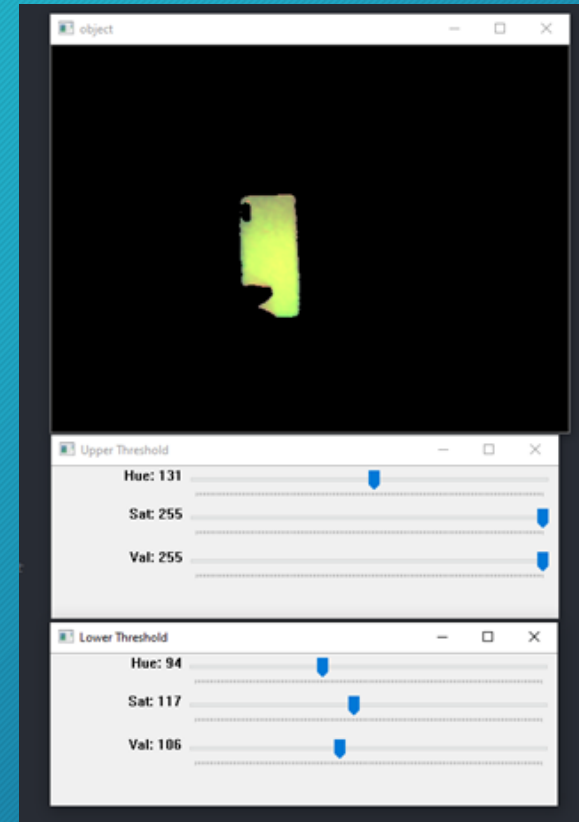 object
Upper Threshold
Hue: 131
Sat: 255
Val: 255
Lower Threshold
Hue: 94
Sat: 117
Val: 106